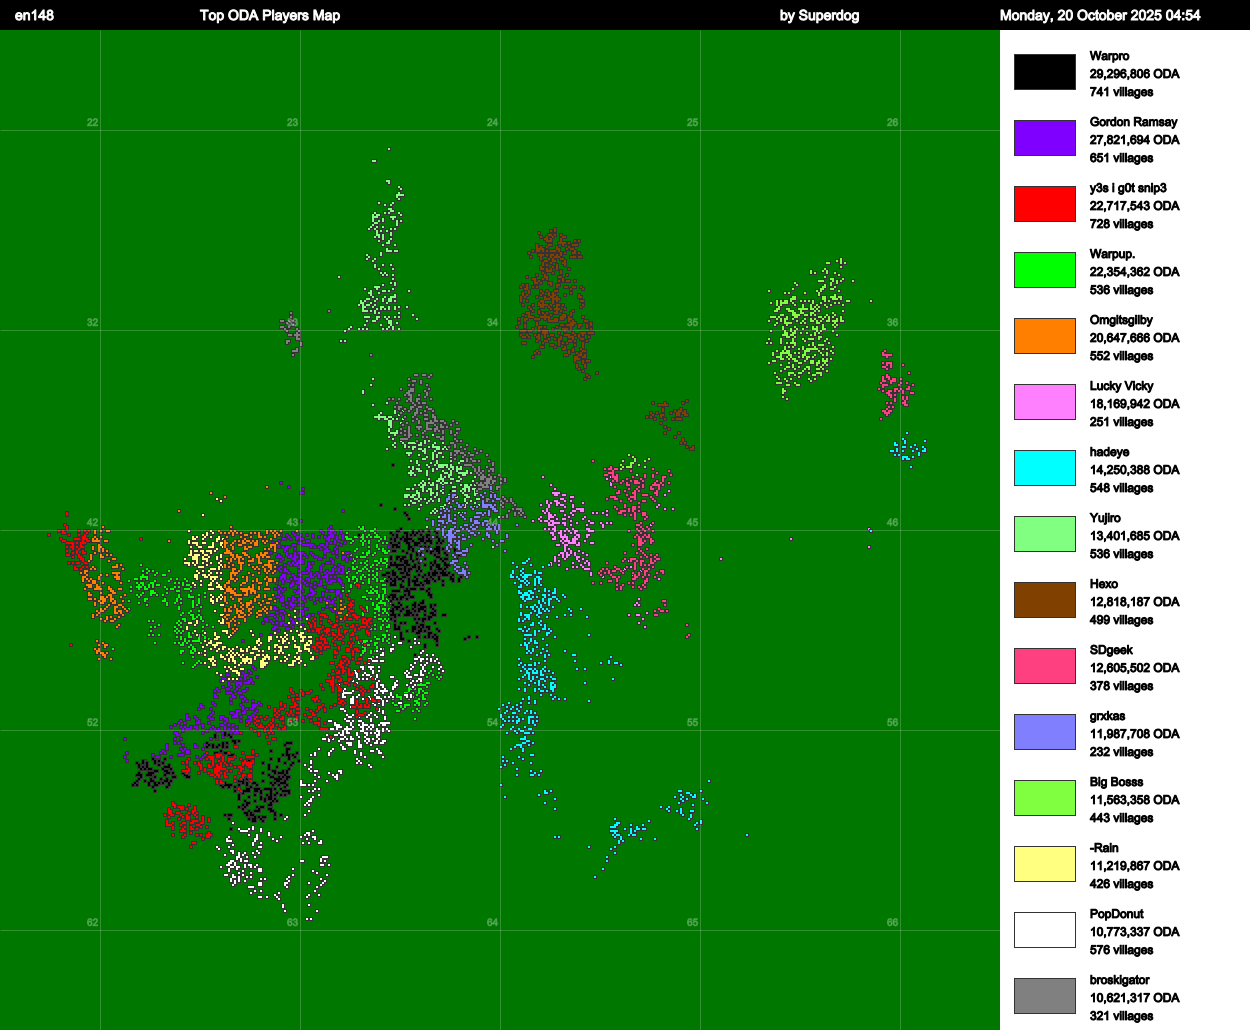 en148 Top ODA Players Map by Superdog Monday, 20 October 2025 04:54
22 23 24 25 26
32 33 34 35 36
42 43 44 45 46
52 53 54 55 56
62 63 64 65 66
Warpro
29,296,806 ODA
741 villages
Gordon Ramsay
27,821,694 ODA
651 villages
y3s i g0t snip3
22,717,543 ODA
728 villages
Warpup.
22,354,362 ODA
536 villages
Omgitsgilby
20,647,666 ODA
552 villages
Lucky Vicky
18,169,942 ODA
251 villages
hadeye
14,250,388 ODA
548 villages
Yujiro
13,401,685 ODA
536 villages
Hexo
12,818,187 ODA
499 villages
SDgeek
12,605,502 ODA
378 villages
grxkas
11,987,708 ODA
232 villages
Big Bosss
11,563,358 ODA
443 villages
-Rain
11,219,867 ODA
426 villages
PopDonut
10,773,337 ODA
576 villages
broskigator
10,621,317 ODA
321 villages